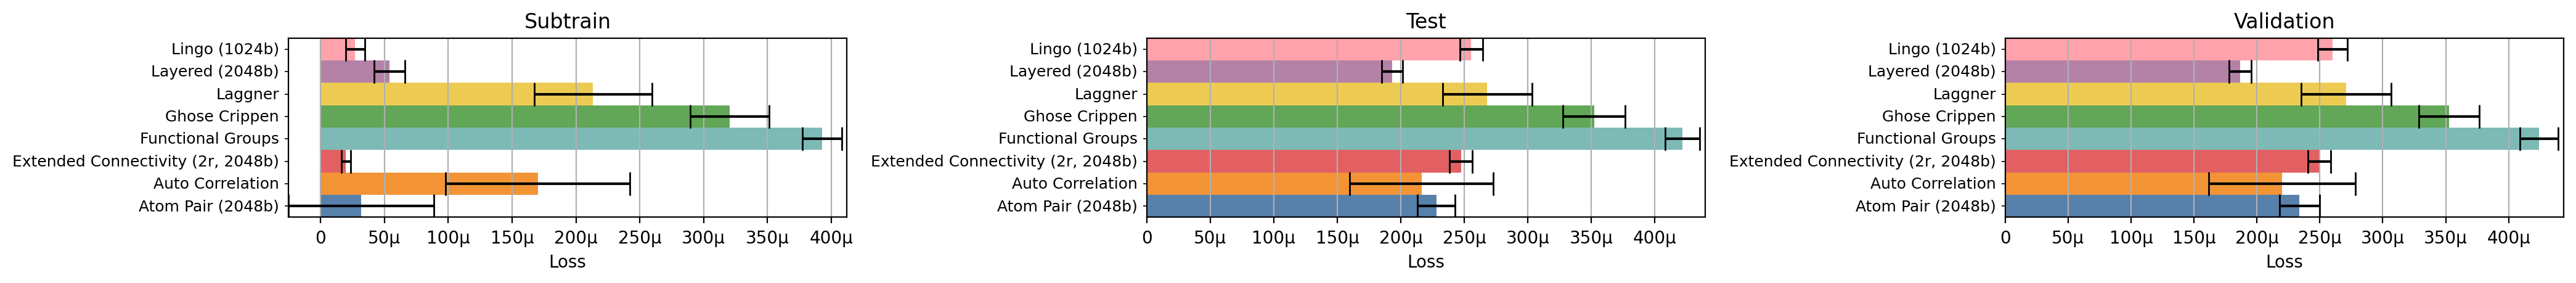 Subtrain
Lingo (1024b)
Layered (2048b)
Laggner
Ghose Crippen
Functional Groups
Extended Connectivity (2r, 2048b)
Auto Correlation
Atom Pair (2048b)
0 50µ 100µ 150µ 200µ 250µ 300µ 350µ 400µ
Loss
Test
Lingo (1024b)
Layered (2048b)
Laggner
Ghose Crippen
Functional Groups
Extended Connectivity (2r, 2048b)
Auto Correlation
Atom Pair (2048b)
0 50µ 100µ 150µ 200µ 250µ 300µ 350µ 400µ
Loss
Validation
Lingo (1024b)
Layered (2048b)
Laggner
Ghose Crippen
Functional Groups
Extended Connectivity (2r, 2048b)
Auto Correlation
Atom Pair (2048b)
0 50µ 100µ 150µ 200µ 250µ 300µ 350µ 400µ
Loss